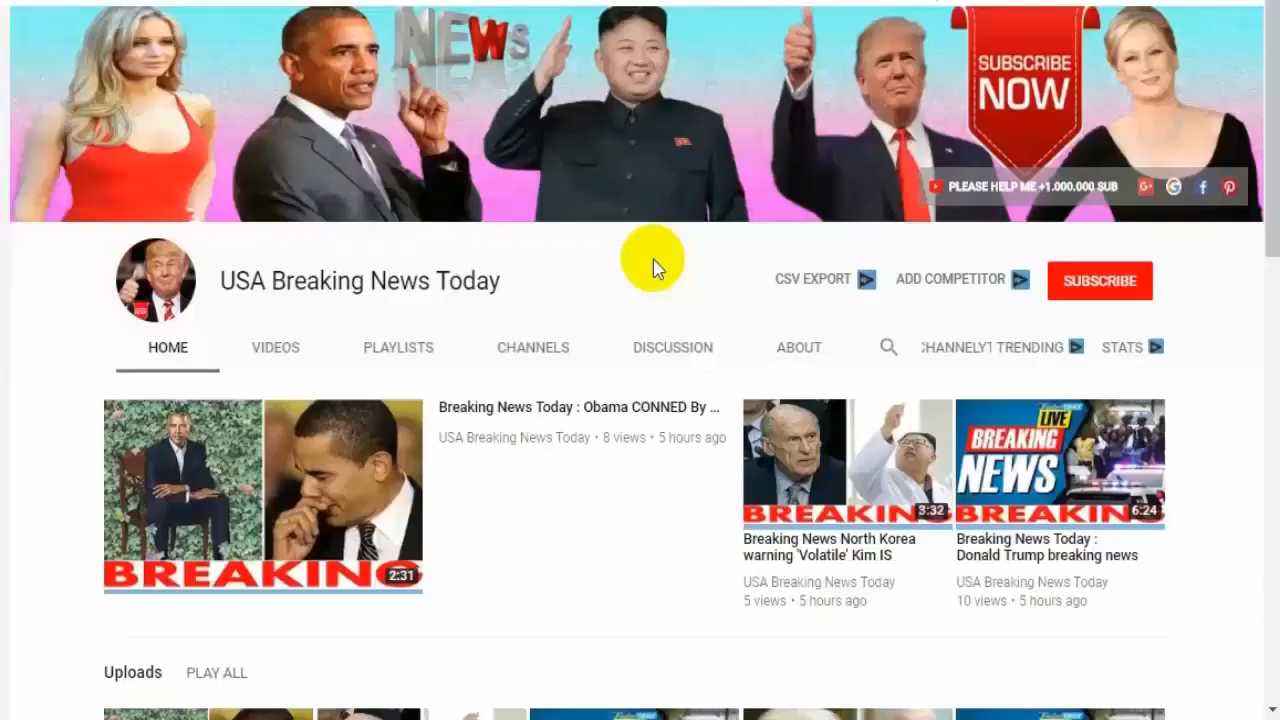 NEWS
SUBSCRIBE
NOW
PLEASE HELP ME +1.000.000 SUB
USA Breaking News Today
CSV EXPORT
ADD COMPETITOR
SUBSCRIBE
HOME
VIDEOS
PLAYLISTS
CHANNELS
DISCUSSION
ABOUT
CHANNELYT TRENDING
STATS
BREAKING
2:31
Breaking News Today : Obama CONNED By ...
USA Breaking News Today • 8 views • 5 hours ago
BREAKIN
3:32
Breaking News North Korea
warning 'Volatile' Kim IS
USA Breaking News Today
5 views • 5 hours ago
LIVE
BREAKING
NEWS
BREAKIN
6:24
Breaking News Today :
Donald Trump breaking news
USA Breaking News Today
10 views • 5 hours ago
Uploads
PLAY ALL